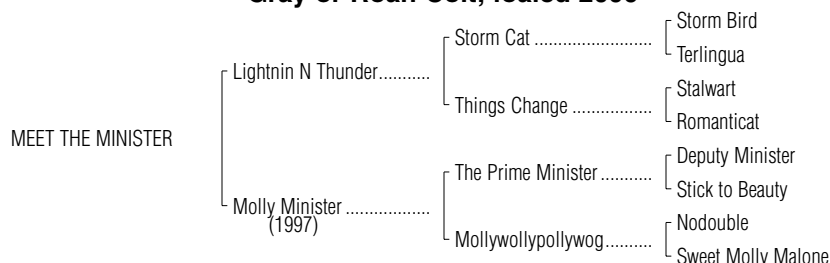 Gray or Roan Colt; foaled 2009
Storm Bird
Storm Cat ..........................
Terlingua
Lightnin N Thunder...........
Stalwart
Things Change ..................
Romanticat
MEET THE MINISTER
Deputy Minister
The Prime Minister ...........
Stick to Beauty
Molly Minister ...................
(1997)
Nodouble
Mollywollypollywog..........
Sweet Molly Malone